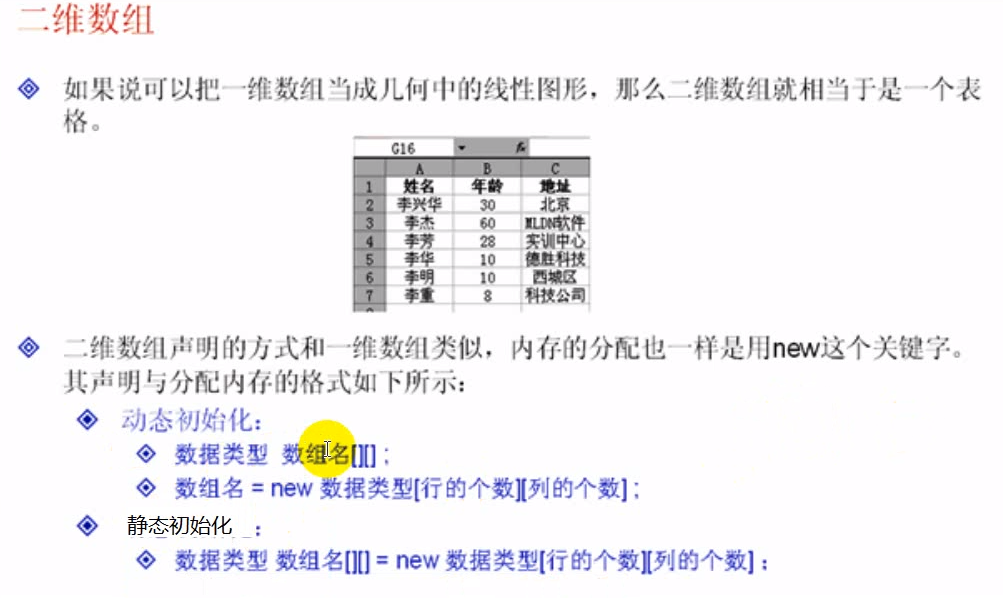 二维数组
如果说可以把一维数组当成几何中的线性图形，那么二维数组就相当于是一个表
格。
G16
A B C
1 姓名 年龄 地址
2 李兴华 30 北京
3 李杰 60 MLDN软件
4 李芳 28 实训中心
5 李华 10 德胜科技
6 李明 10 西城区
7 李重 8 科技公司
二维数组声明的方式和一维数组类似，内存的分配也一样是用new这个关键字。
其声明与分配内存的格式如下所示：
动态初始化：
数据类型 数组名[][] ;
数组名 = new 数据类型[行的个数][列的个数] ;
静态初始化 ：
数据类型 数组名[][] = new 数据类型[行的个数][列的个数] ；